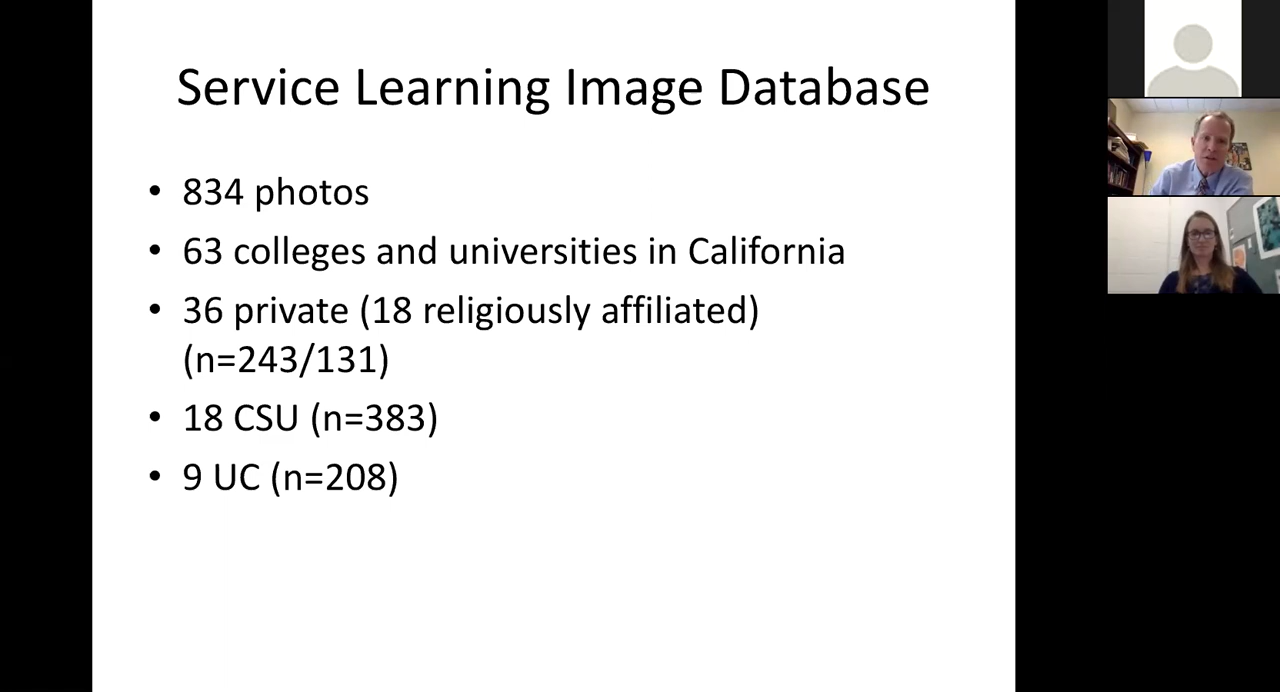 Service Learning Image Database
• 834 photos
• 63 colleges and universities in California
• 36 private (18 religiously affiliated)
(n=243/131)
• 18 CSU (n=383)
• 9 UC (n=208)